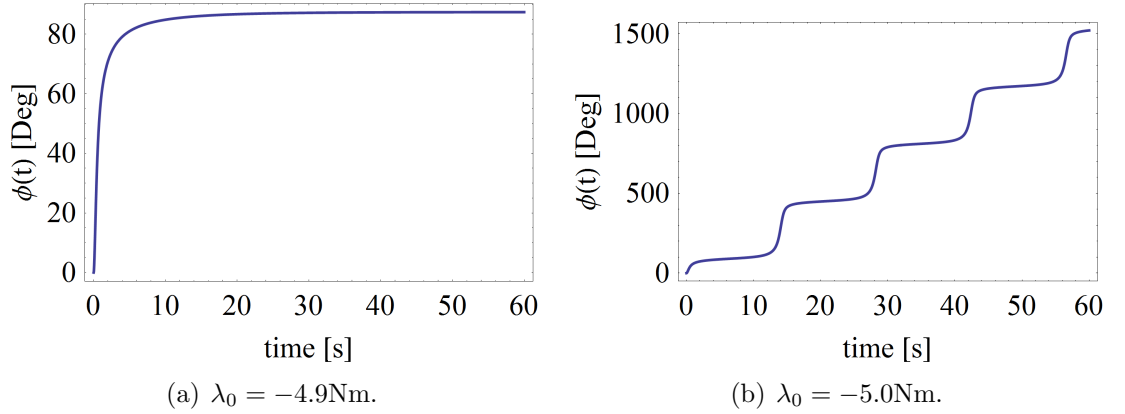 80
60
40
20
0
ϕ(t) [Deg]
0 10 20 30 40 50 60
time [s]
(a) λ₀ = −4.9Nm.
1500
1000
500
0
ϕ(t) [Deg]
0 10 20 30 40 50 60
time [s]
(b) λ₀ = −5.0Nm.